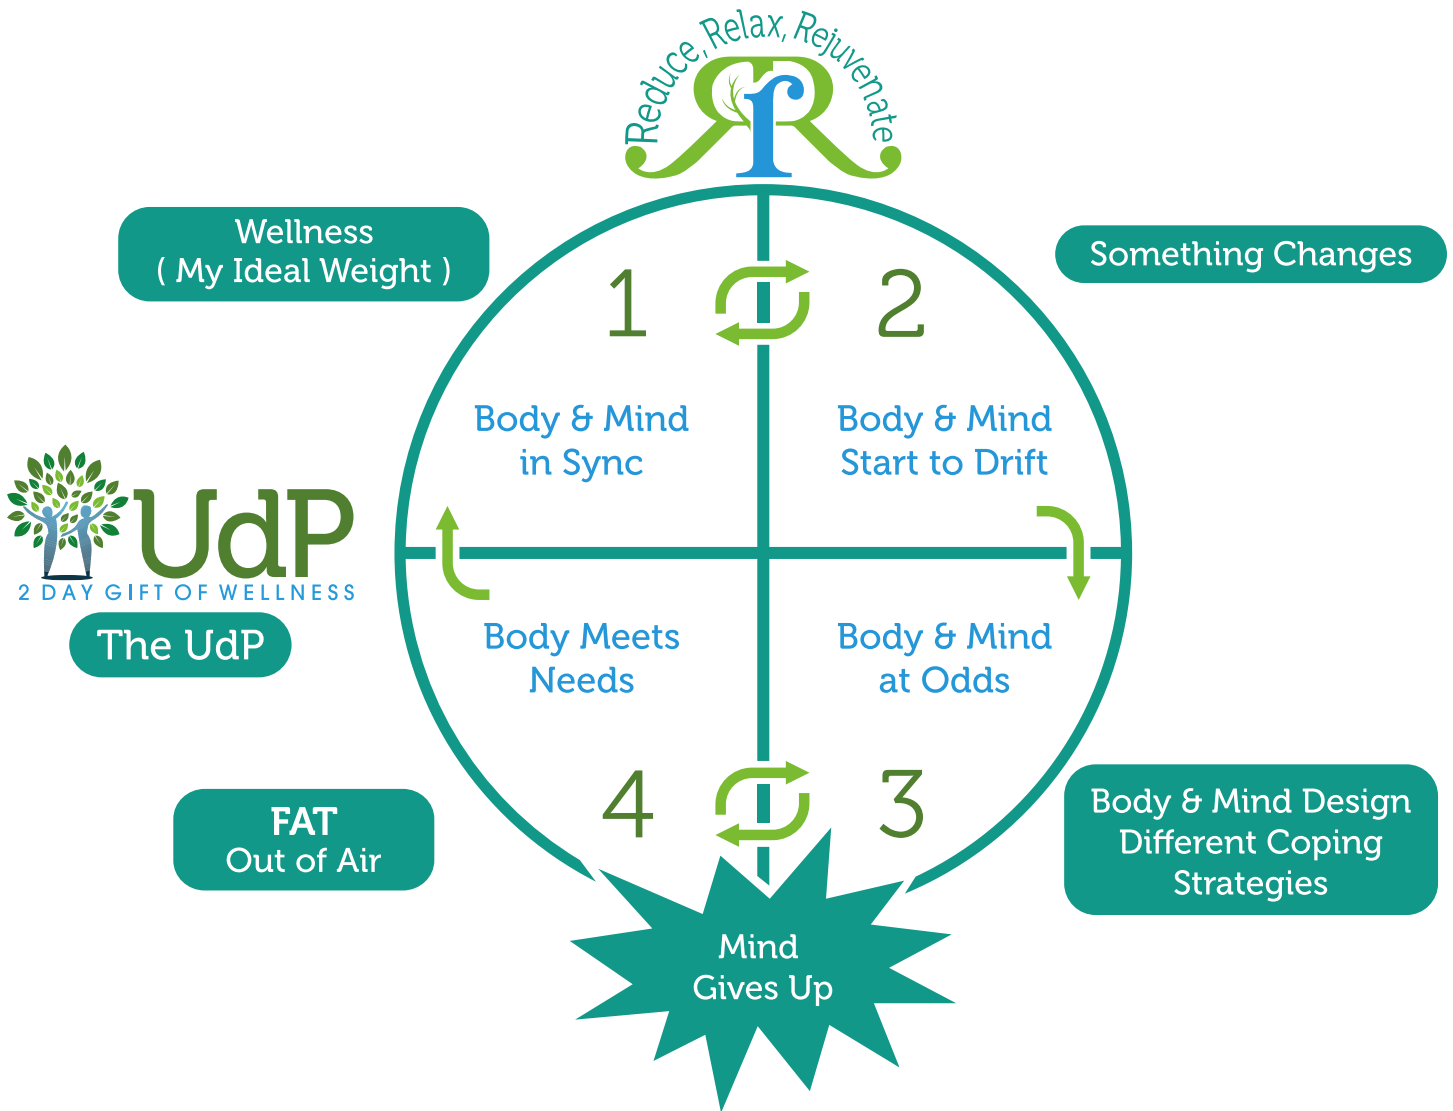 Reduce, Relax, Rejuvenate
RrR
Wellness
( My Ideal Weight )
Something Changes
1
2
Body & Mind
in Sync
Body & Mind
Start to Drift
UdP
2 DAY GIFT OF WELLNESS
The UdP
Body Meets
Needs
Body & Mind
at Odds
4
3
FAT
Out of Air
Body & Mind Design
Different Coping
Strategies
Mind
Gives Up